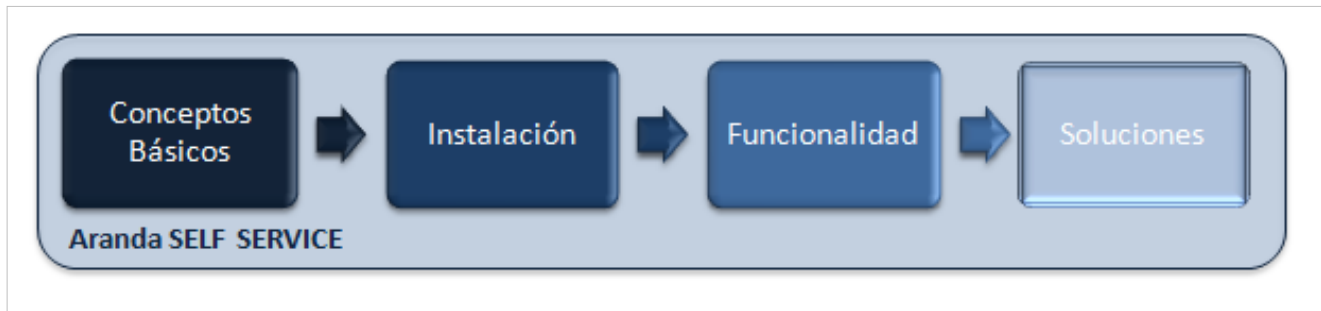 Conceptos
Básicos
Instalación
Funcionalidad
Soluciones
Aranda SELF SERVICE